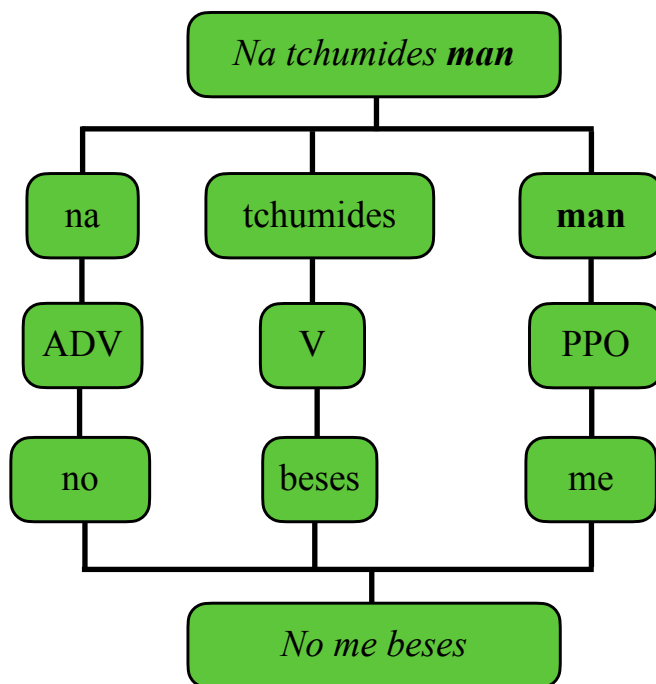 Na tchumides man
na tchumides man
ADV V PPO
no beses me
No me beses